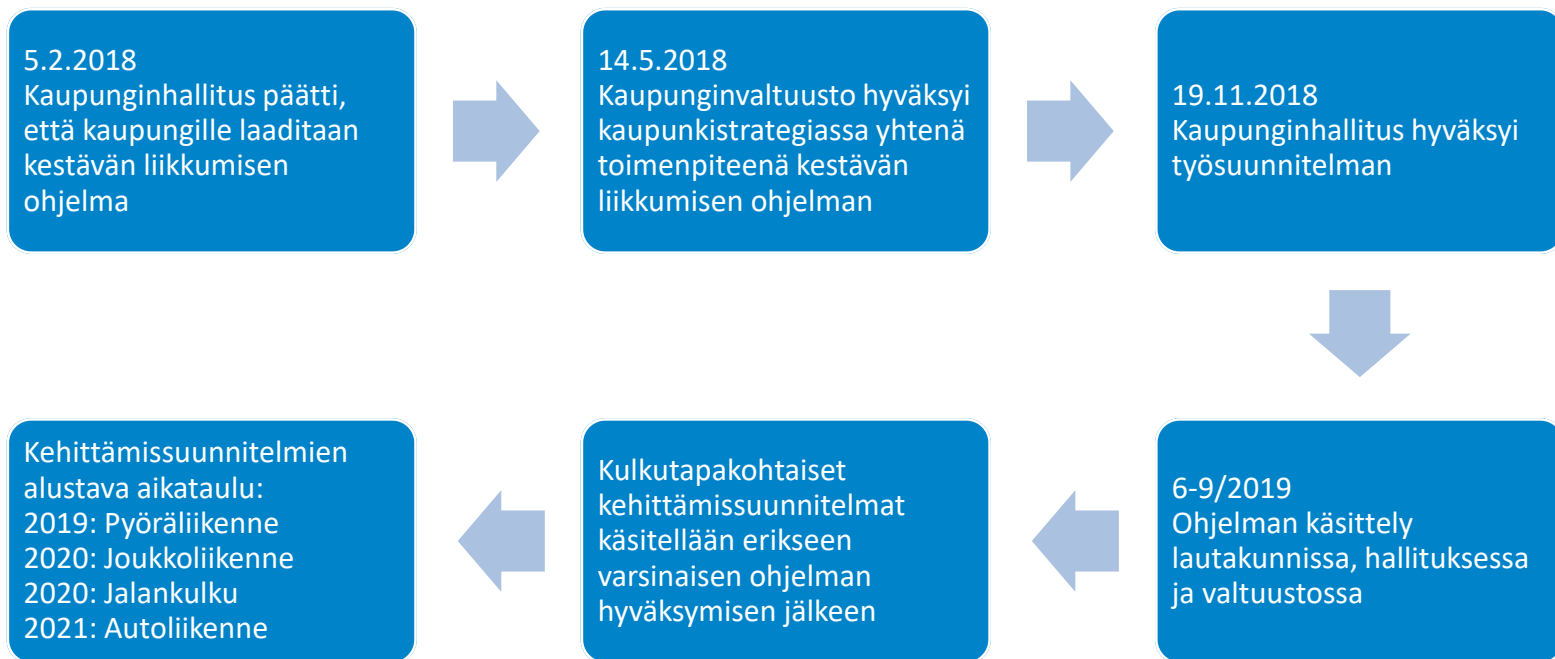 5.2.2018
Kaupunginhallitus päätti,
että kaupungille laaditaan
kestävän liikkumisen
ohjelma
14.5.2018
Kaupunginvaltuusto hyväksyi
kaupunkistrategiassa yhtenä
toimenpiteenä kestävän
liikkumisen ohjelman
19.11.2018
Kaupunginhallitus hyväksyi
työsuunnitelman
6-9/2019
Ohjelman käsittely
lautakunnissa, hallituksessa
ja valtuustossa
Kulkutapakohtaiset
kehittämissuunnitelmat
käsitellään erikseen
varsinaisen ohjelman
hyväksymisen jälkeen
Kehittämissuunnitelmien
alustava aikataulu:
2019: Pyöräliikenne
2020: Joukkoliikenne
2020: Jalankulku
2021: Autoliikenne